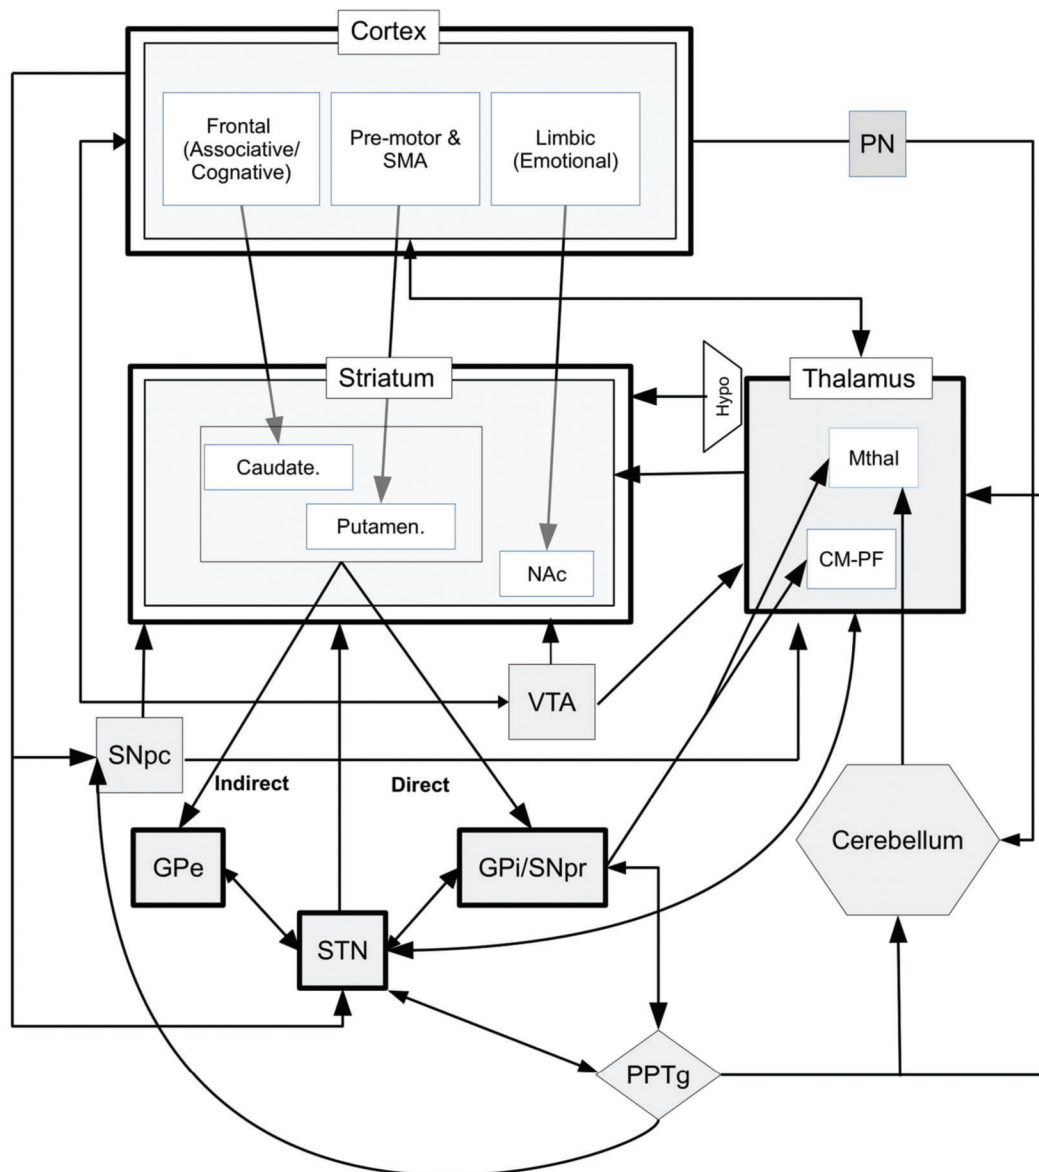 Cortex
Frontal
(Associative/
Cognative)
Pre-motor &
SMA
Limbic
(Emotional)
PN
Striatum
Hypo
Thalamus
Caudate.
Mthal
Putamen.
NAc
CM-PF
VTA
SNpc
Indirect
Direct
GPe
GPi/SNpr
Cerebellum
STN
PPTg